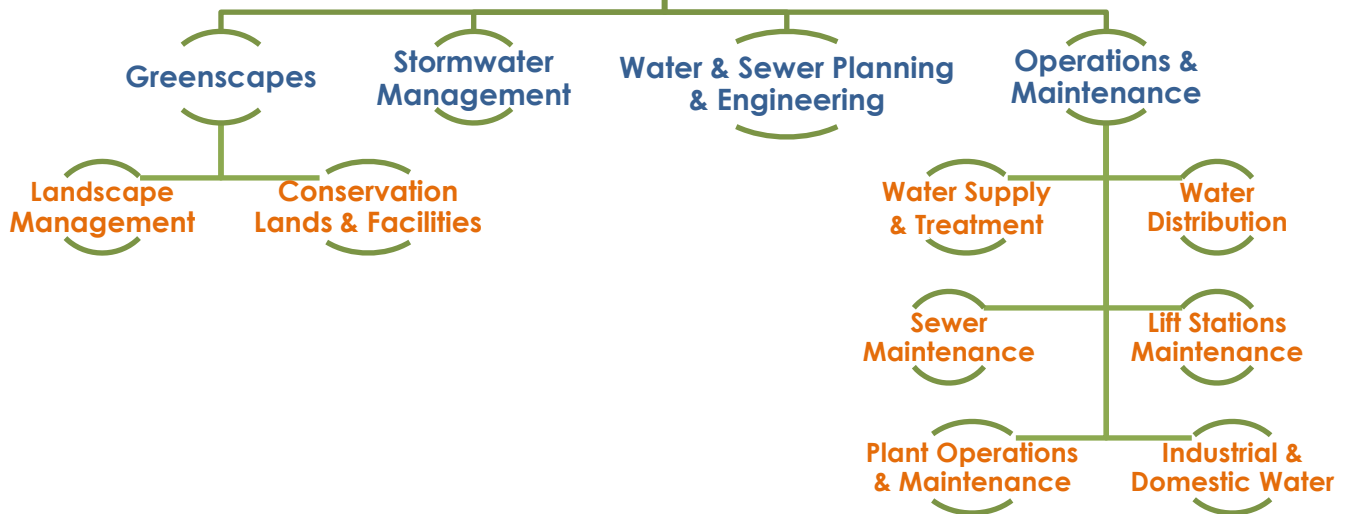 Greenscapes
Stormwater
Management
Water & Sewer Planning
& Engineering
Operations &
Maintenance
Landscape
Management
Conservation
Lands & Facilities
Water Supply
& Treatment
Water
Distribution
Sewer
Maintenance
Lift Stations
Maintenance
Plant Operations
& Maintenance
Industrial &
Domestic Water